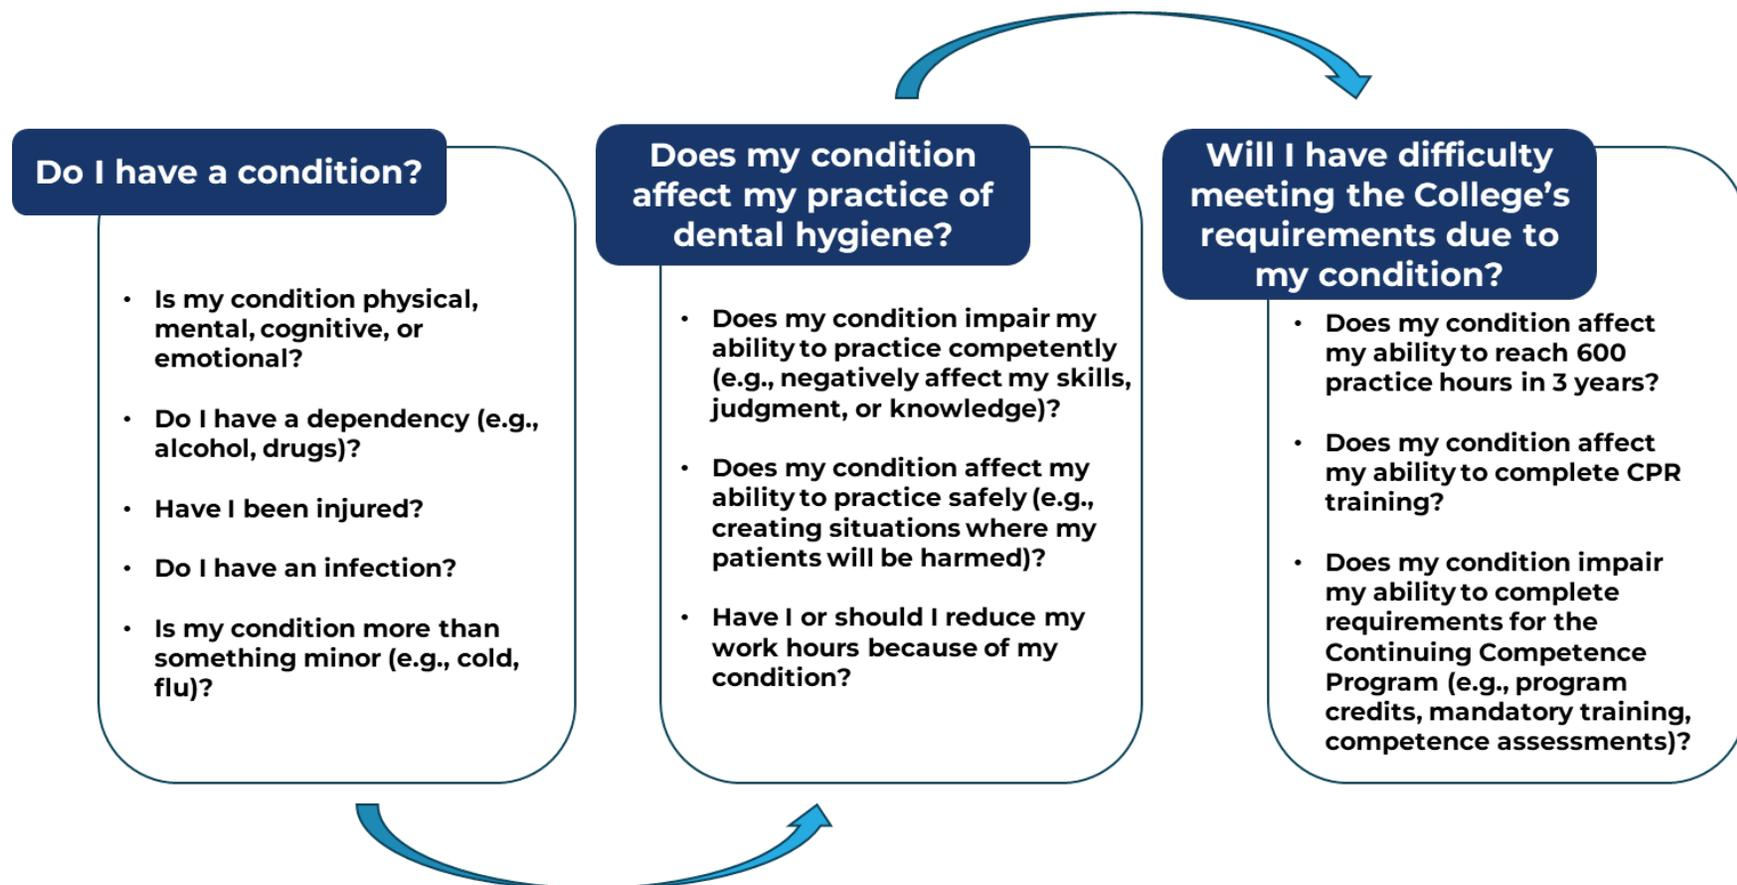 Do I have a condition?
• Is my condition physical,
mental, cognitive, or
emotional?
• Do I have a dependency (e.g.,
alcohol, drugs)?
• Have I been injured?
• Do I have an infection?
• Is my condition more than
something minor (e.g., cold,
flu)?
Does my condition
affect my practice of
dental hygiene?
• Does my condition impair my
ability to practice competently
(e.g., negatively affect my skills,
judgment, or knowledge)?
• Does my condition affect my
ability to practice safely (e.g.,
creating situations where my
patients will be harmed)?
• Have I or should I reduce my
work hours because of my
condition?
Will I have difficulty
meeting the College’s
requirements due to
my condition?
• Does my condition affect
my ability to reach 600
practice hours in 3 years?
• Does my condition affect
my ability to complete CPR
training?
• Does my condition impair
my ability to complete
requirements for the
Continuing Competence
Program (e.g., program
credits, mandatory training,
competence assessments)?